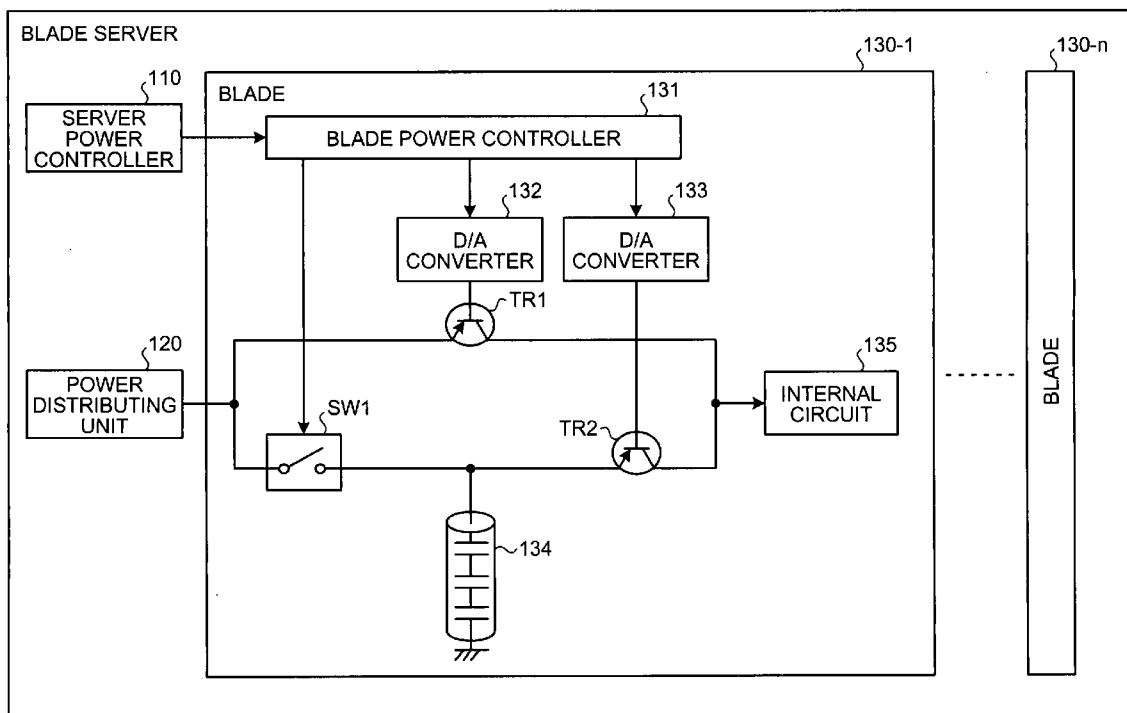 BLADE SERVER
130-1
130-n
110
BLADE
131
SERVER
POWER
CONTROLLER
BLADE POWER CONTROLLER
132
133
D/A
CONVERTER
D/A
CONVERTER
TR1
120
135
POWER
DISTRIBUTING
UNIT
SW1
TR2
INTERNAL
CIRCUIT
BLADE
134